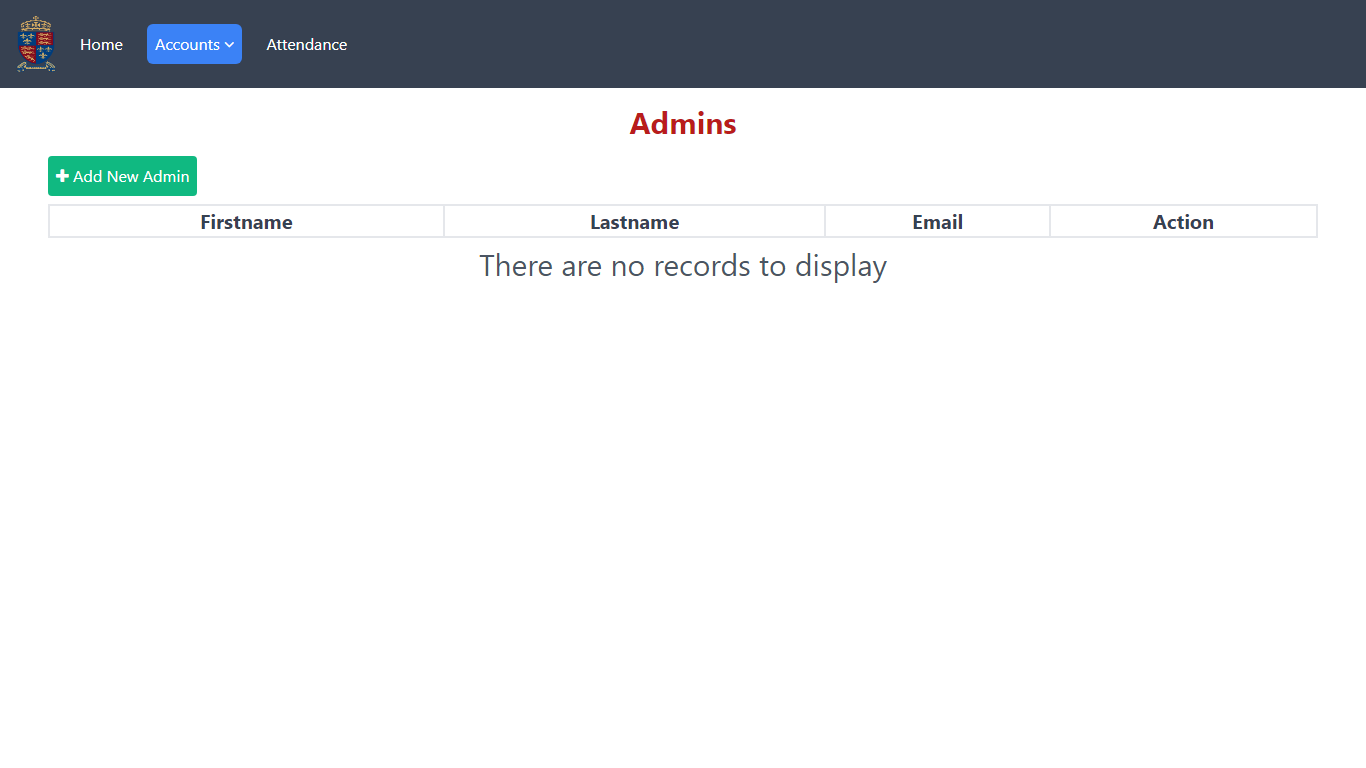 Home Accounts Attendance
Admins
Add New Admin
Firstname Lastname Email Action
There are no records to display